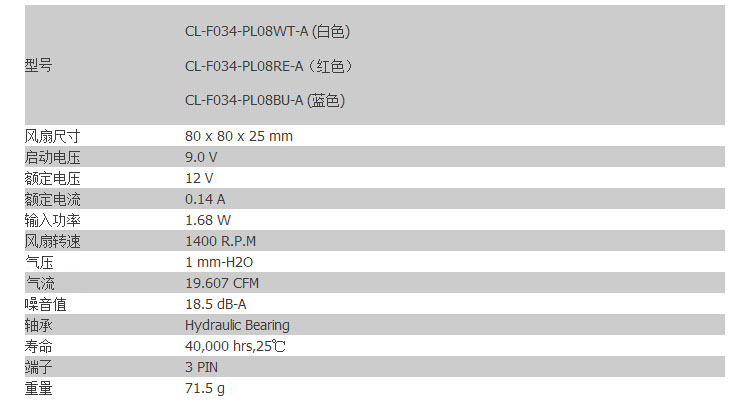 CL-F034-PL08WT-A (白色)
型号 CL-F034-PL08RE-A（红色）
CL-F034-PL08BU-A (蓝色)
风扇尺寸 80 x 80 x 25 mm
启动电压 9.0 V
额定电压 12 V
额定电流 0.14 A
输入功率 1.68 W
风扇转速 1400 R.P.M
气压 1 mm-H2O
气流 19.607 CFM
噪音值 18.5 dB-A
轴承 Hydraulic Bearing
寿命 40,000 hrs,25℃
端子 3 PIN
重量 71.5 g